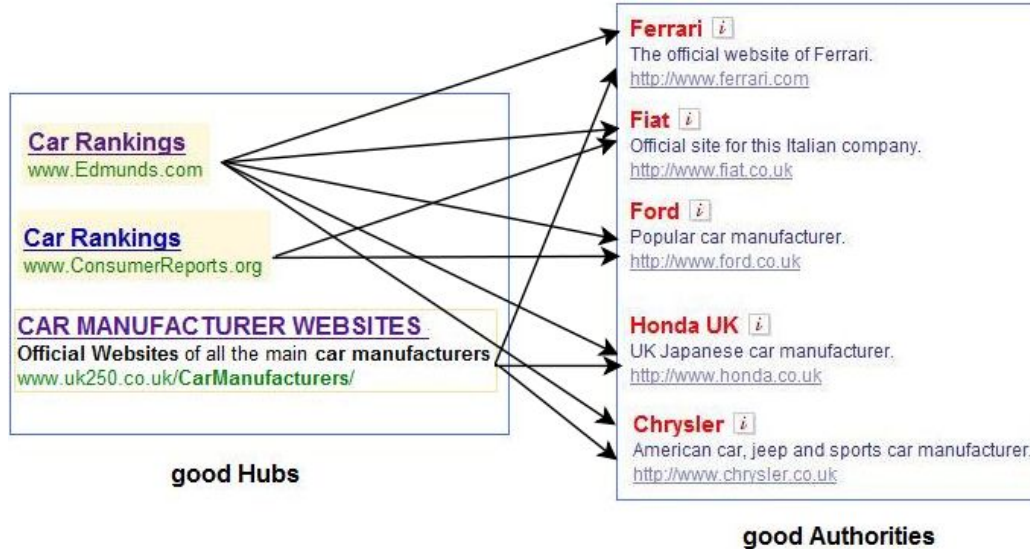 Car Rankings
www.Edmunds.com
Car Rankings
www.ConsumerReports.org
CAR MANUFACTURER WEBSITES
Official Websites of all the main car manufacturers
www.uk250.co.uk/CarManufacturers/
good Hubs
Ferrari i
The official website of Ferrari.
http://www.ferrari.com
Fiat i
Official site for this Italian company.
http://www.fiat.co.uk
Ford i
Popular car manufacturer.
http://www.ford.co.uk
Honda UK i
UK Japanese car manufacturer.
http://www.honda.co.uk
Chrysler i
American car, jeep and sports car manufacturer.
http://www.chrysler.co.uk
good Authorities